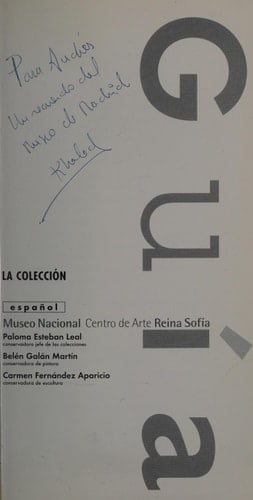 Para Andrés
Un recuerdo del
Museo de Madrid
Khaled
Guía
LA COLECCIÓN
español
Museo Nacional Centro de Arte Reina Sofía
Paloma Esteban Leal
conservadora jefe de las colecciones
Belén Galán Martín
conservadora de pintura
Carmen Fernández Aparicio
conservadora de escultura